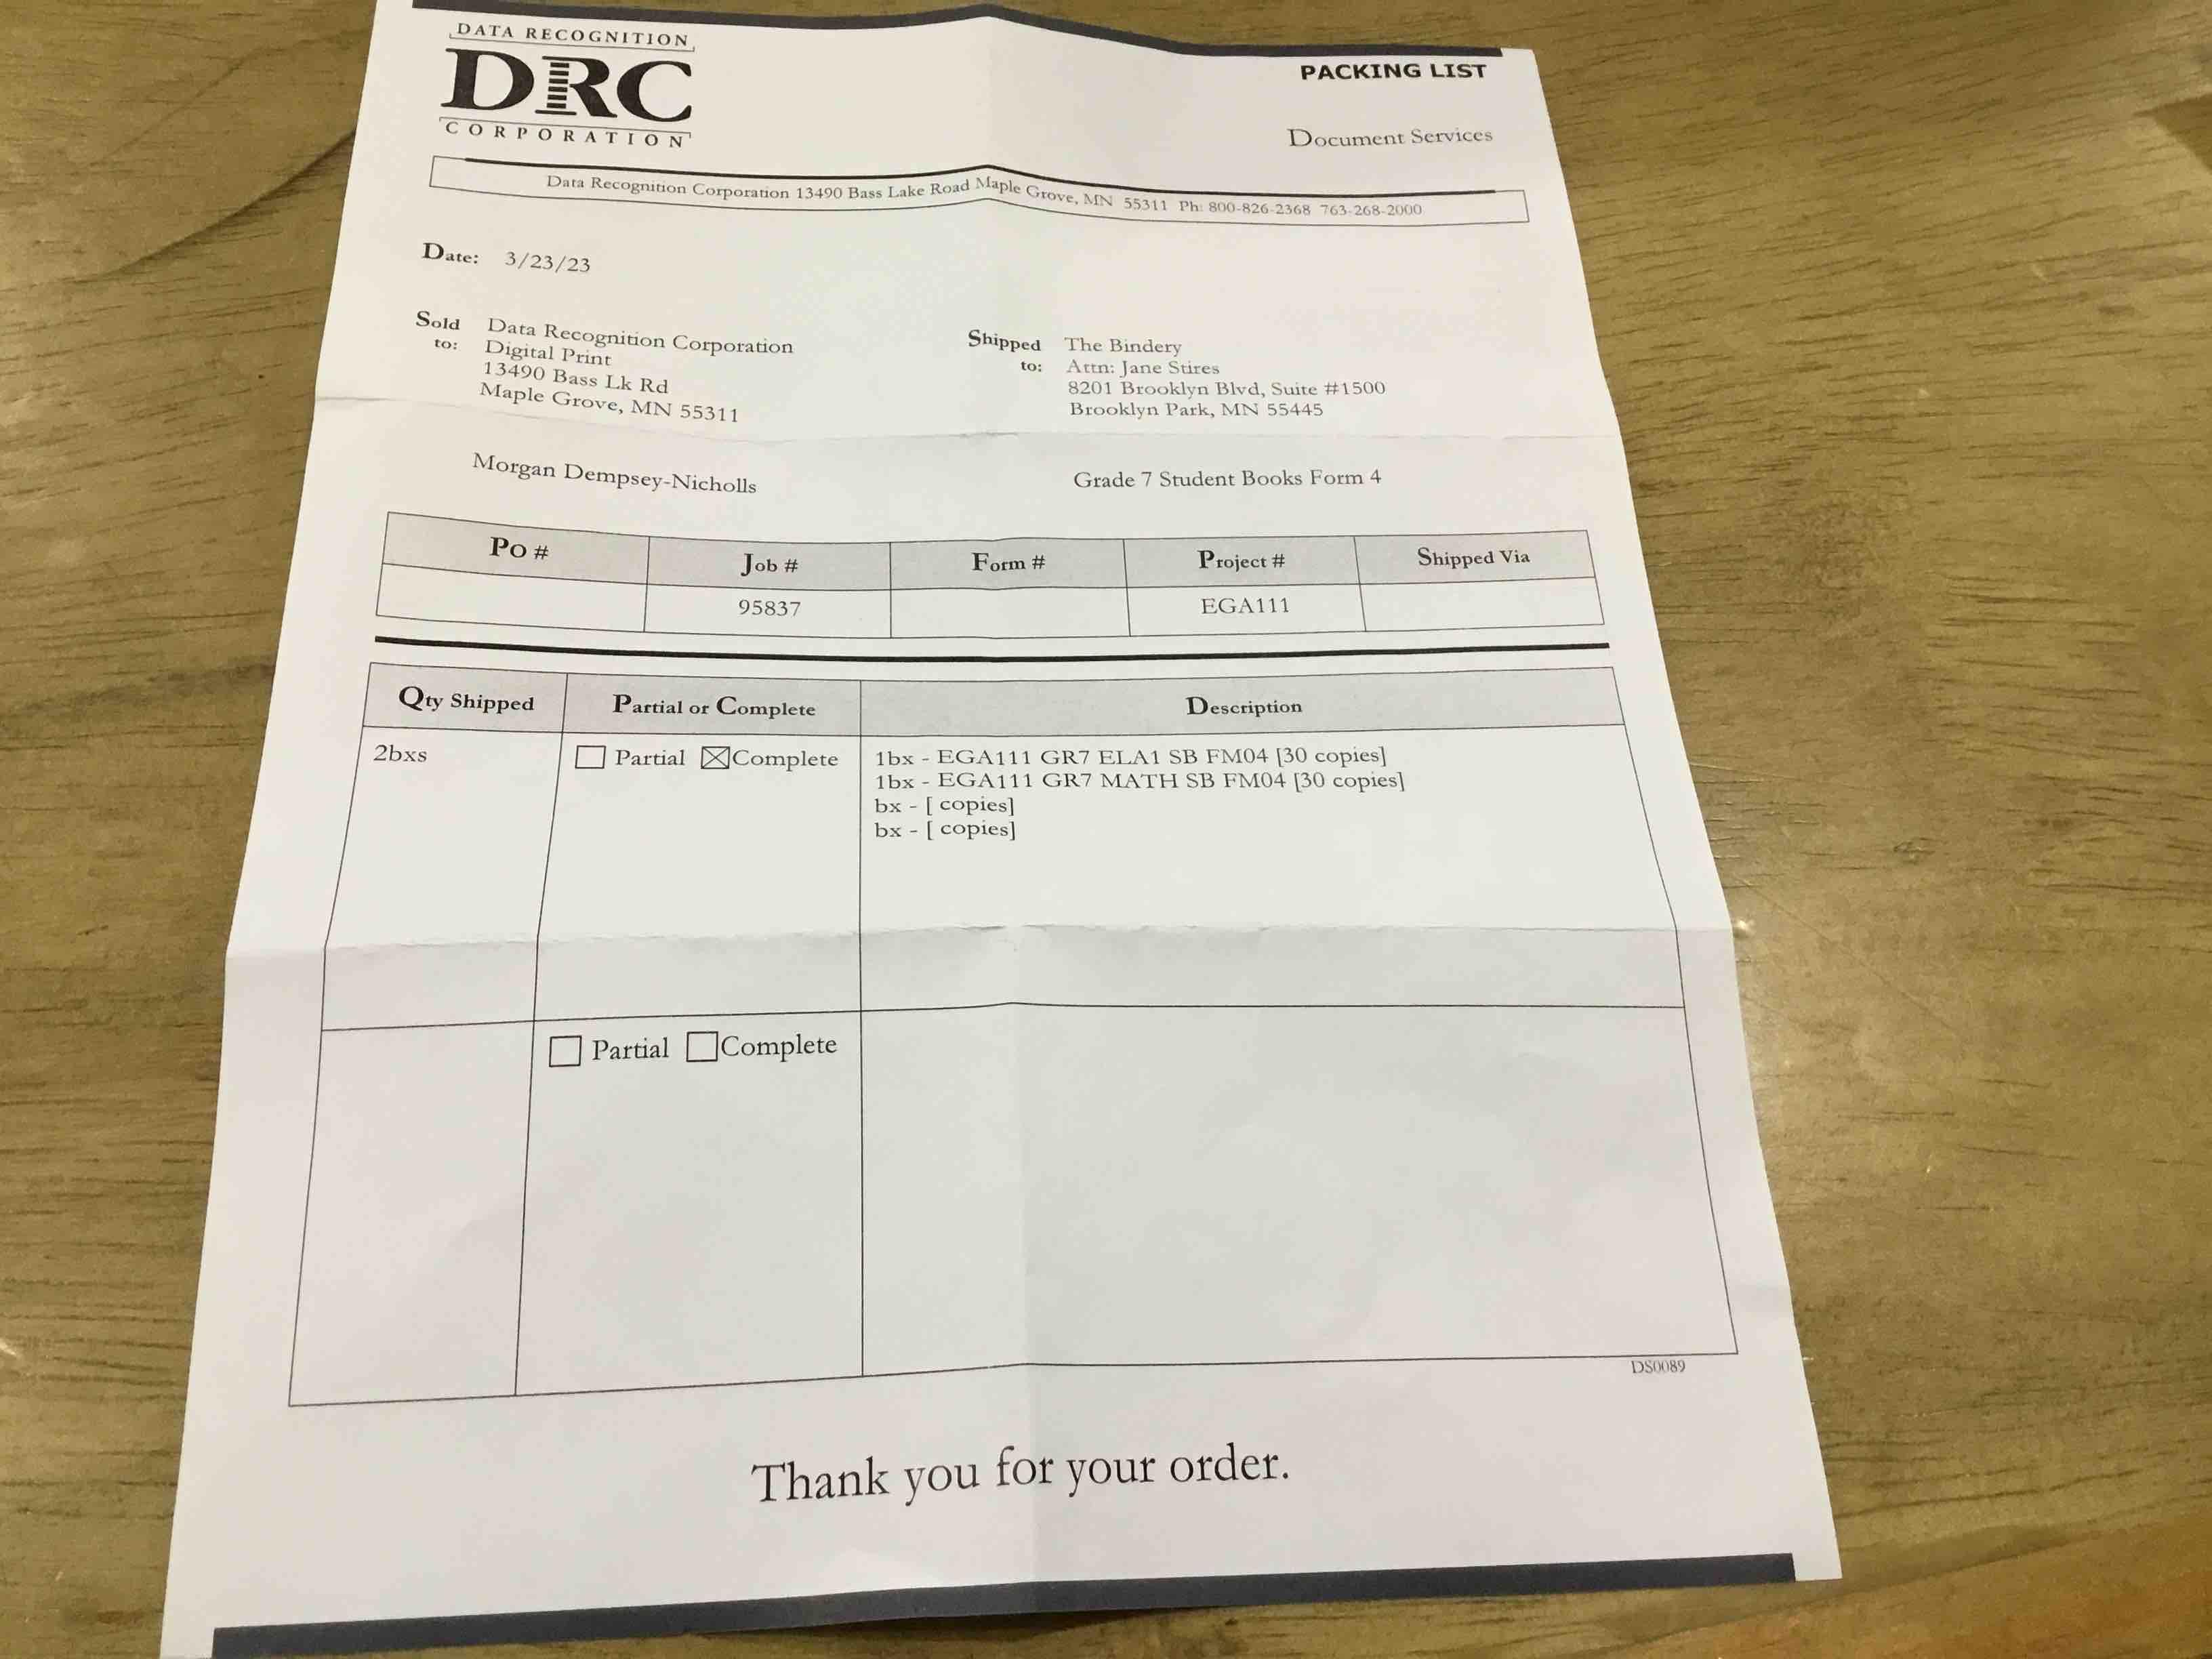 DATA RECOGNITION
DRC
CORPORATION
PACKING LIST
Document Services
Data Recognition Corporation 13490 Bass Lake Road Maple Grove, MN 55311 Ph: 800-826-2368 763-268-2000
Date: 3/23/23
Sold to:
Data Recognition Corporation
Digital Print
13490 Bass Lk Rd
Maple Grove, MN 55311
Shipped to:
The Bindery
Attn: Jane Stires
8201 Brooklyn Blvd, Suite #1500
Brooklyn Park, MN 55445
Morgan Dempsey-Nicholls
Grade 7 Student Books Form 4
Po # Job # Form # Project # Shipped Via
95837 EGA111
Qty Shipped Partial or Complete Description
2bxs Partial Complete 1bx - EGA111 GR7 ELA1 SB FM04 [30 copies]
1bx - EGA111 GR7 MATH SB FM04 [30 copies]
bx - [ copies]
bx - [ copies]
Partial Complete
DS0089
Thank you for your order.